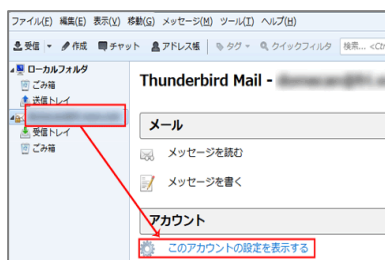 ファイル(F) 編集(E) 表示(V) 移動(G) メッセージ(M) ツール(T) ヘルプ(H)
受信 作成 チャット アドレス帳 タグ クイックフィルタ 検索... <Ct
ローカルフォルダ
ごみ箱
送信トレイ
受信トレイ
ごみ箱
Thunderbird Mail -
メール
メッセージを読む
メッセージを書く
アカウント
このアカウントの設定を表示する